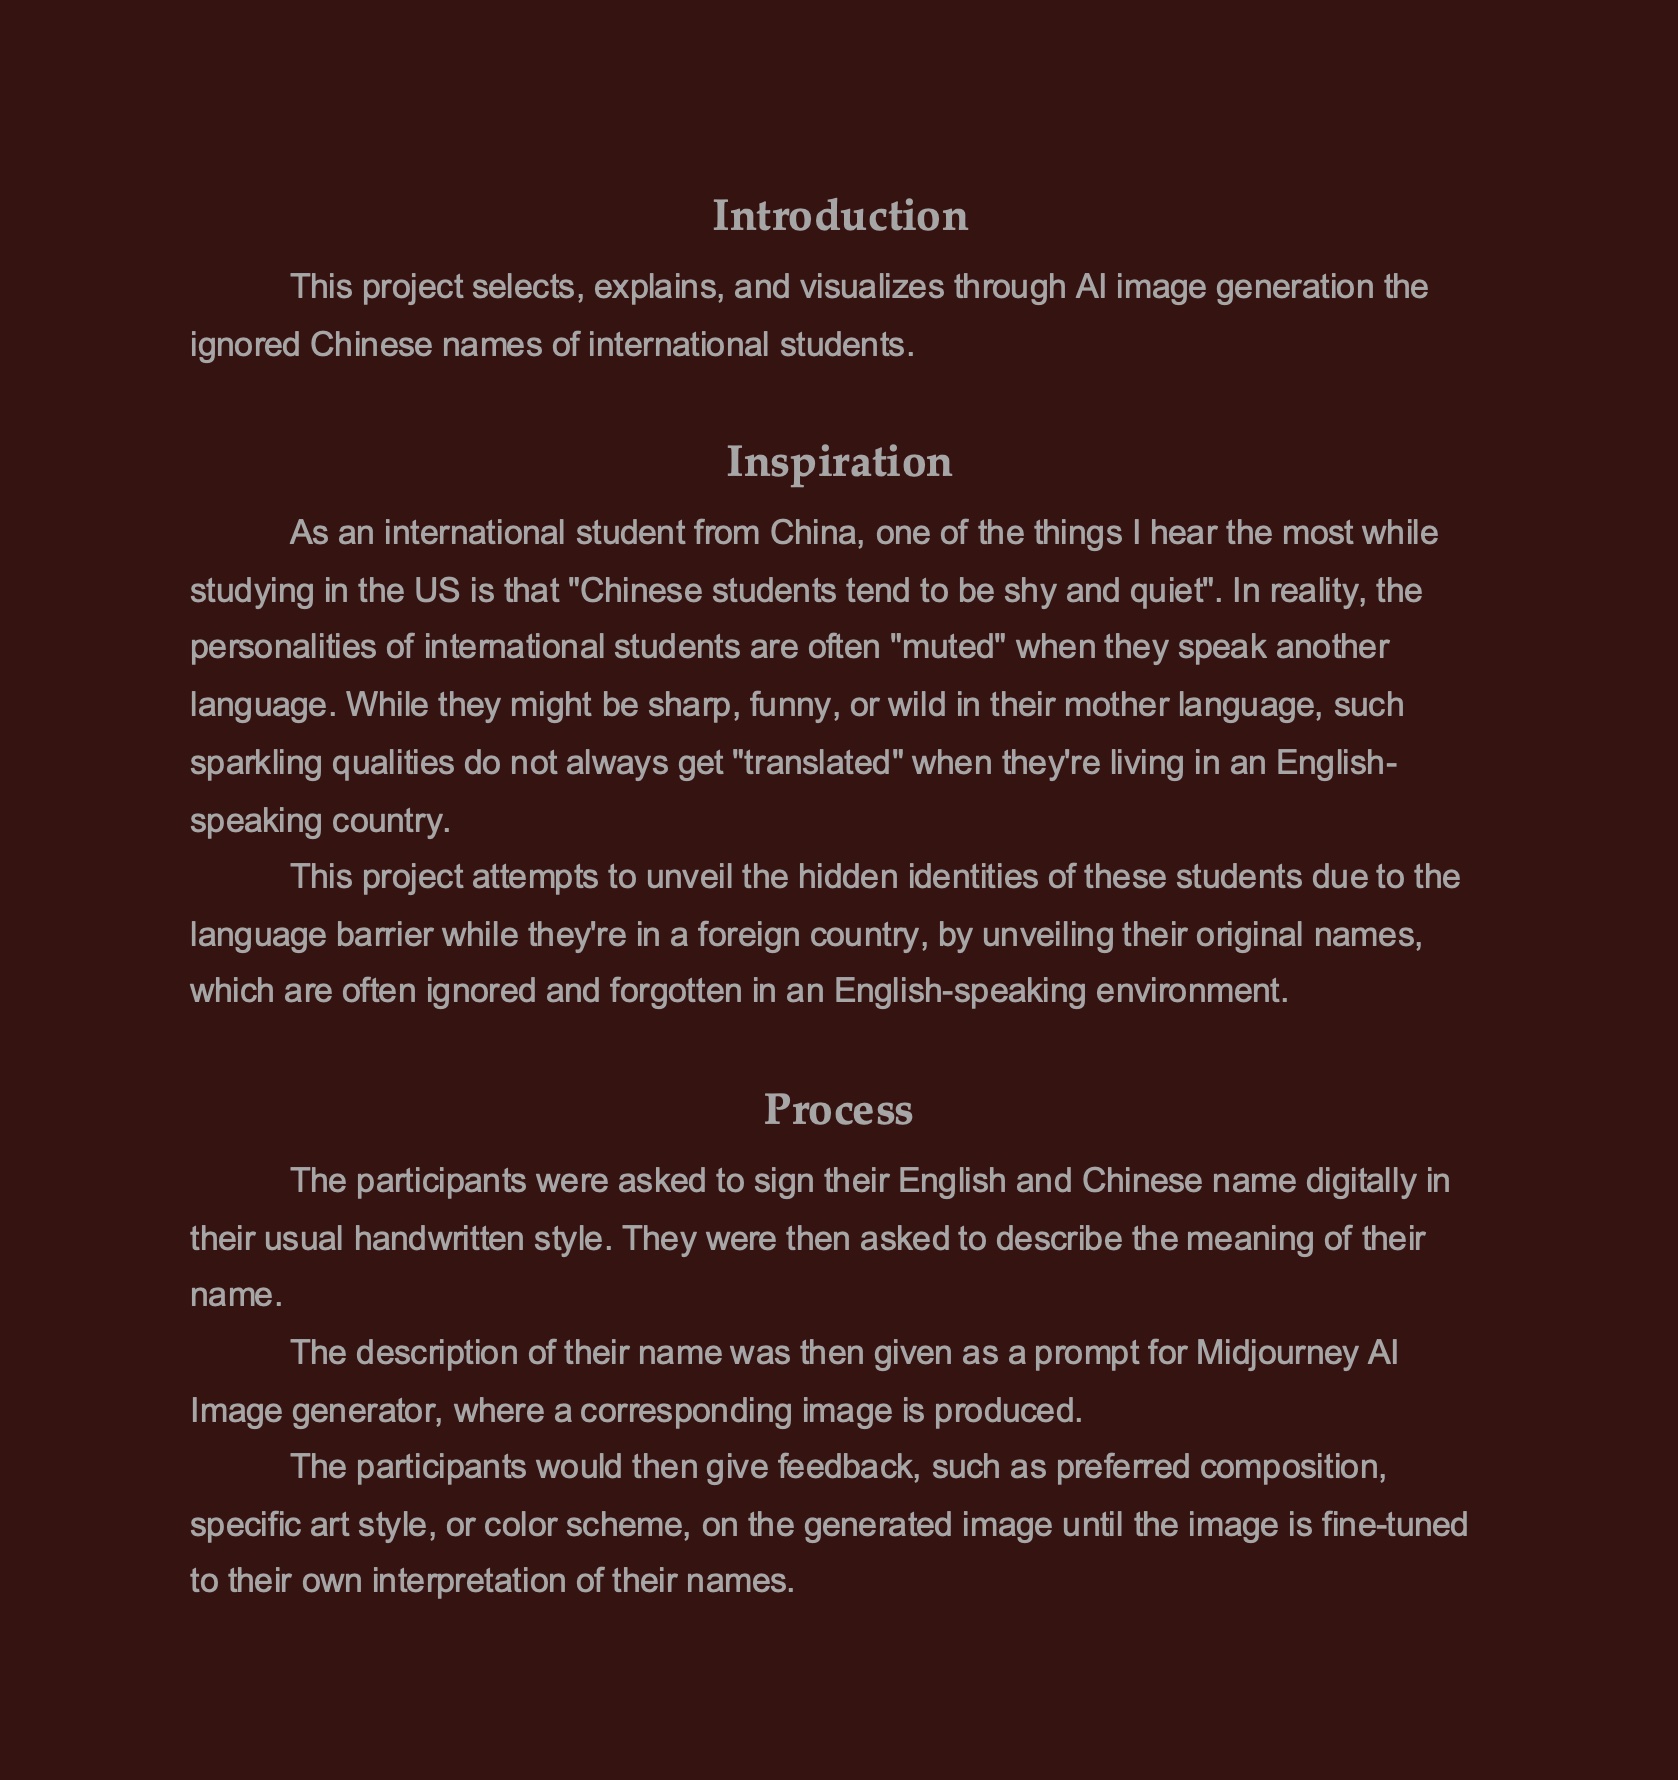 Introduction
This project selects, explains, and visualizes through AI image generation the
ignored Chinese names of international students.
Inspiration
As an international student from China, one of the things I hear the most while
studying in the US is that "Chinese students tend to be shy and quiet". In reality, the
personalities of international students are often "muted" when they speak another
language. While they might be sharp, funny, or wild in their mother language, such
sparkling qualities do not always get "translated" when they're living in an English-
speaking country.
This project attempts to unveil the hidden identities of these students due to the
language barrier while they're in a foreign country, by unveiling their original names,
which are often ignored and forgotten in an English-speaking environment.
Process
The participants were asked to sign their English and Chinese name digitally in
their usual handwritten style. They were then asked to describe the meaning of their
name.
The description of their name was then given as a prompt for Midjourney AI
Image generator, where a corresponding image is produced.
The participants would then give feedback, such as preferred composition,
specific art style, or color scheme, on the generated image until the image is fine-tuned
to their own interpretation of their names.